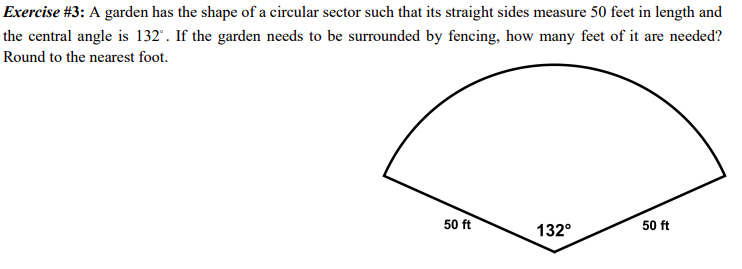 Exercise #3: A garden has the shape of a circular sector such that its straight sides measure 50 feet in length and
the central angle is 132°. If the garden needs to be surrounded by fencing, how many feet of it are needed?
Round to the nearest foot.
50 ft
132°
50 ft